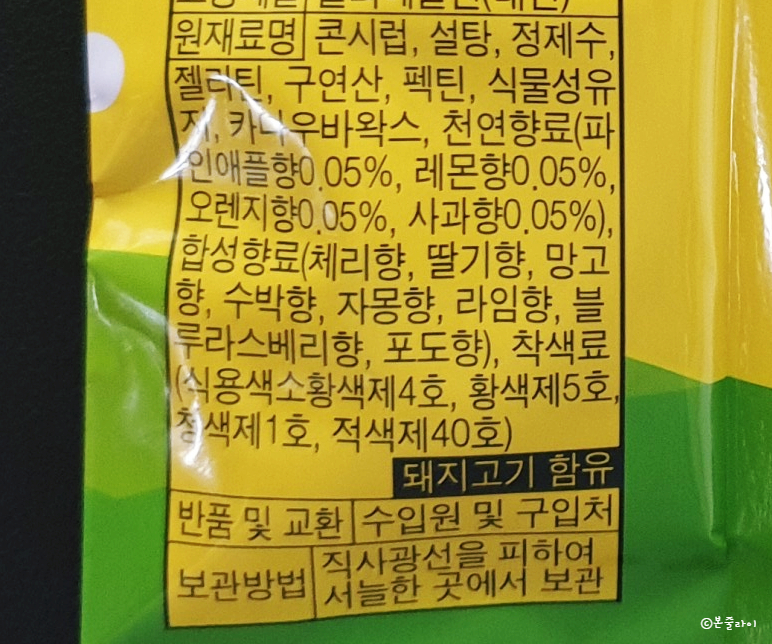 원재료명 콘시럽, 설탕, 정제수,
젤라틴, 구연산, 펙틴, 식물성유
지, 카나우바왁스, 천연향료(파
인애플향0.05%, 레몬향0.05%,
오렌지향0.05%, 사과향0.05%),
합성향료(체리향, 딸기향, 망고
향, 수박향, 자몽향, 라임향, 블
루라스베리향, 포도향), 착색료
(식용색소황색제4호, 황색제5호,
청색제1호, 적색제40호)
돼지고기 함유
반품 및 교환 수입원 및 구입처
보관방법 직사광선을 피하여
서늘한 곳에서 보관
©본줄라이